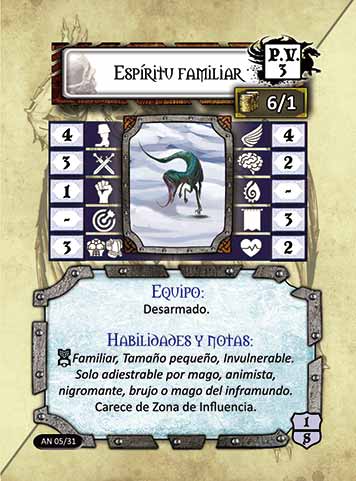 Espíritu familiar
P.V.
3
6/1
4
4
3
2
1
-
-
3
3
2
Equipo:
Desarmado.
Habilidades y notas:
Familiar, Tamaño pequeño, Invulnerable.
Solo adiestrable por mago, animista,
nigromante, brujo o mago del inframundo.
Carece de Zona de Influencia.
AN 05/31
1
S